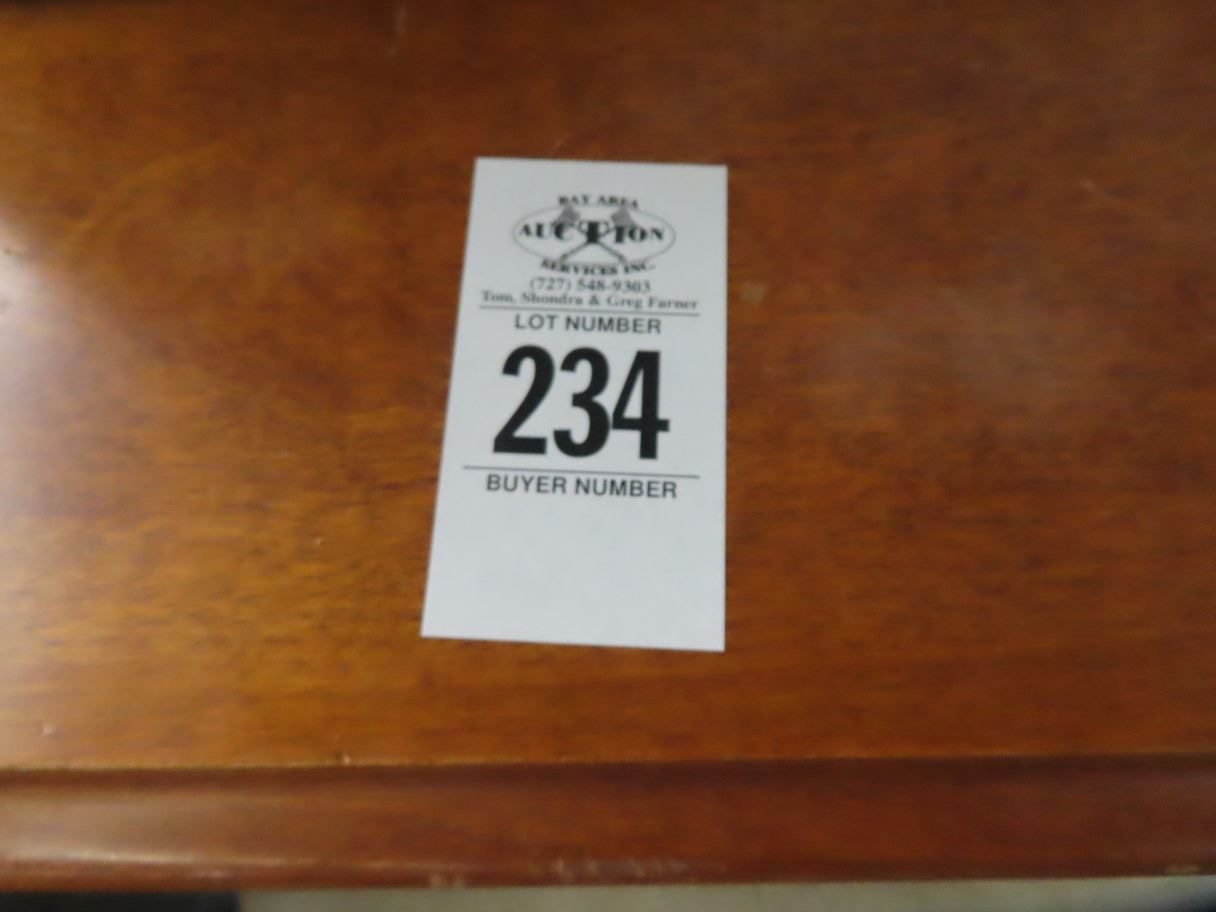 BAY AREA
AUCTION
SERVICES INC.
(727) 548-9303
Tom, Shondra & Greg Farner
LOT NUMBER
234
BUYER NUMBER